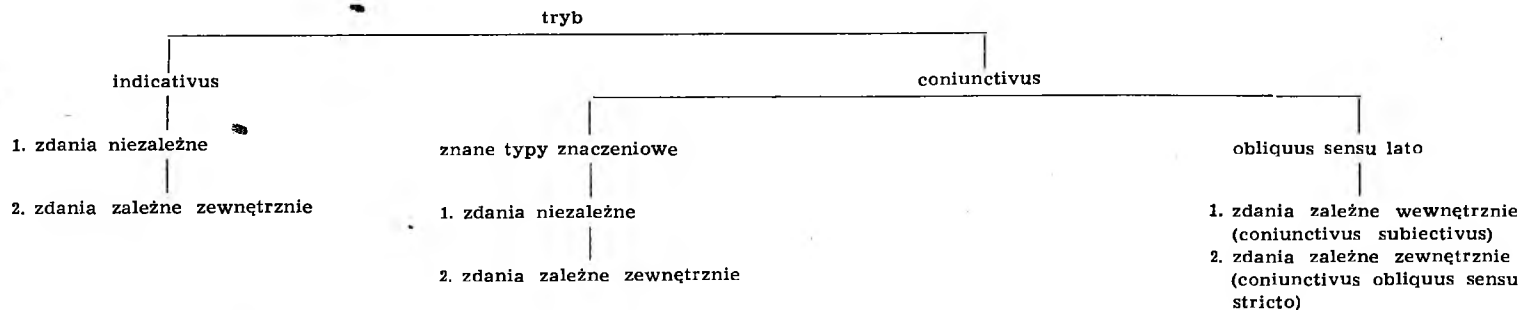 tryb
indicativus
coniunctivus
1. zdania niezależne
2. zdania zależne zewnętrznie
znane typy znaczeniowe
1. zdania niezależne
2. zdania zależne zewnętrznie
obliquus sensu lato
1. zdania zależne wewnętrznie
(coniunctivus subiectivus)
2. zdania zależne zewnętrznie
(coniunctivus obliquus sensu
stricto)